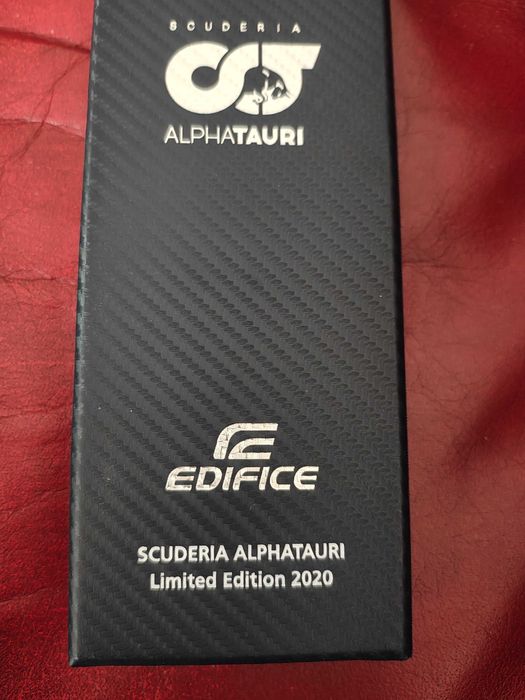 SCUDERIA
ALPHATAURI
EDIFICE
SCUDERIA ALPHATAURI
Limited Edition 2020